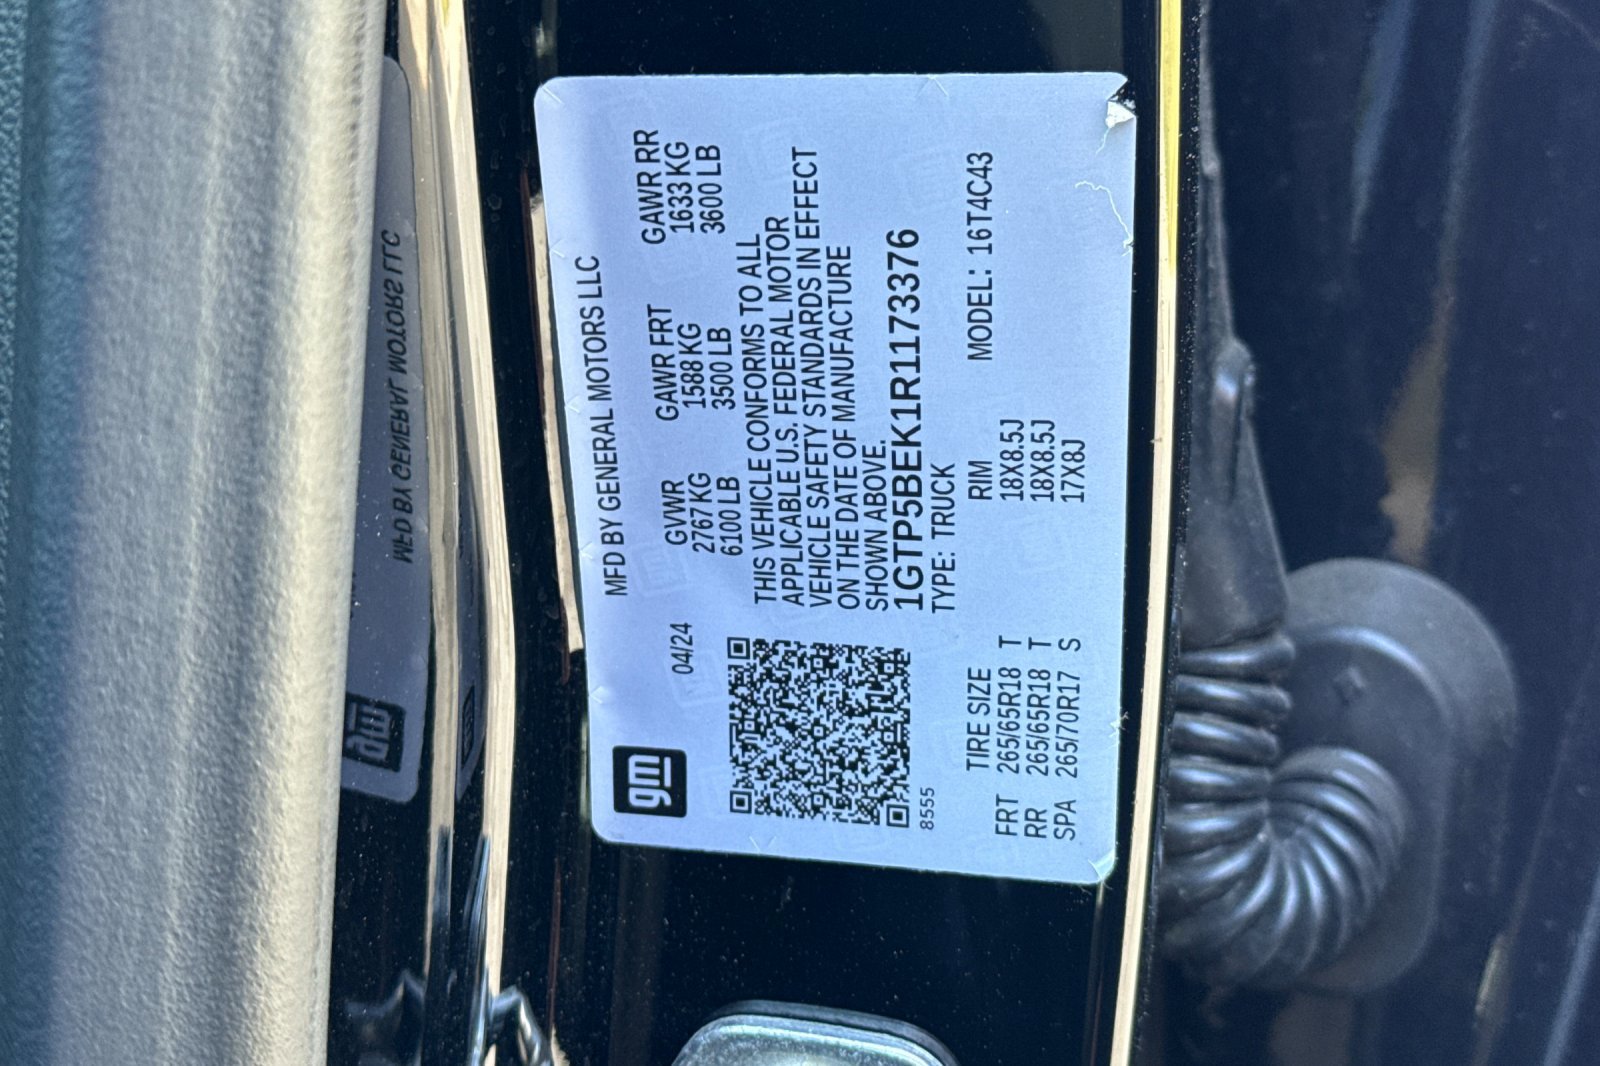 gm
MFD BY GENERAL MOTORS LLC
04/24
GVWR GAWR FRT GAWR RR
2767 KG 1588 KG 1633 KG
6100 LB 3500 LB 3600 LB
THIS VEHICLE CONFORMS TO ALL
APPLICABLE U.S. FEDERAL MOTOR
VEHICLE SAFETY STANDARDS IN EFFECT
ON THE DATE OF MANUFACTURE
SHOWN ABOVE.
1GTP5BEK1R1173376
8555
TYPE: TRUCK
TIRE SIZE RIM MODEL: 16T4C43
FRT 265/65R18 T 18X8.5J
RR 265/65R18 T 18X8.5J
SPA 265/70R17 S 17X8J
MFD BY GENERAL MOTORS LLC
gm